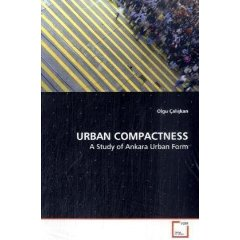 Olgu Çalışkan
URBAN COMPACTNESS
A Study of Ankara Urban Form